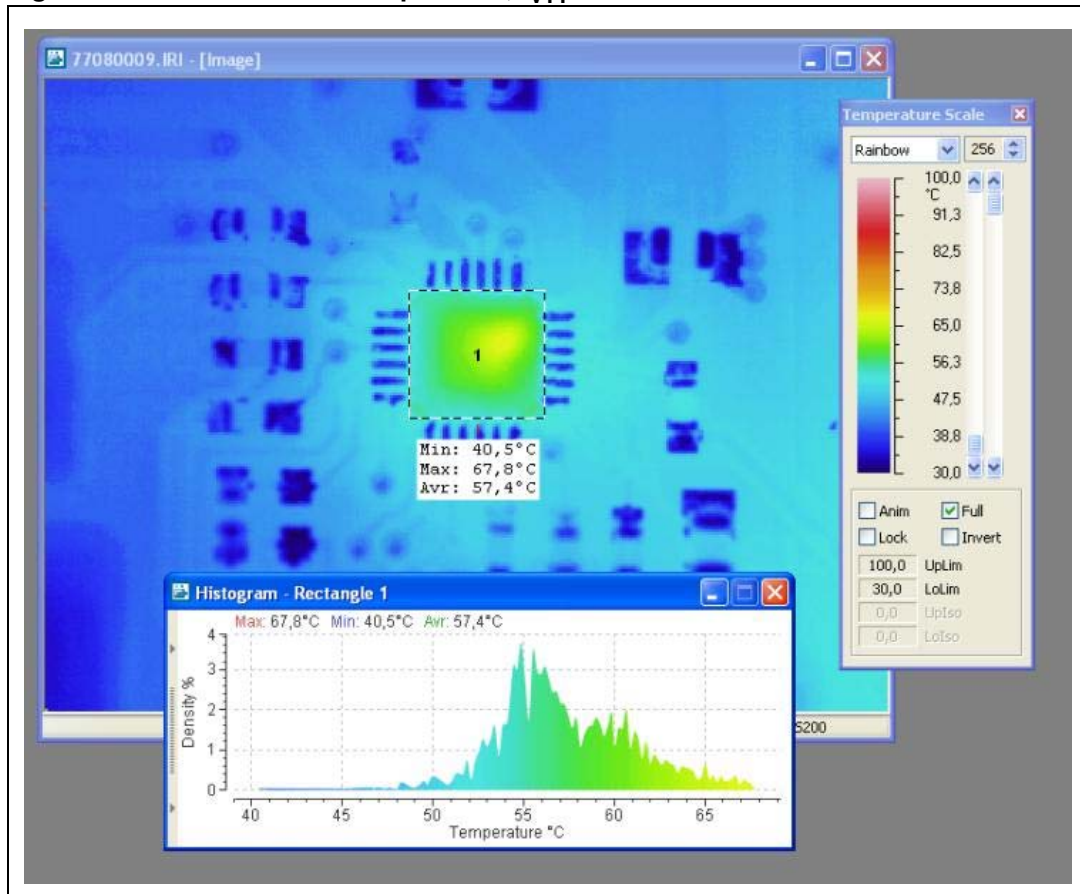 77080009.IRI - [Image]
Temperature Scale
Rainbow 256
100,0
°C
91,3
82,5
73,8
65,0
56,3
47,5
38,8
30,0
1
Min: 40,5°C
Max: 67,8°C
Avr: 57,4°C
Anim Full
Lock Invert
100,0 UpLim
30,0 LoLim
0,0 UpIso
0,0 LoIso
Histogram - Rectangle 1
Max: 67,8°C Min: 40,5°C Avr: 57,4°C
Density %
4
3
2
1
0
40 45 50 55 60 65
Temperature °C
5200